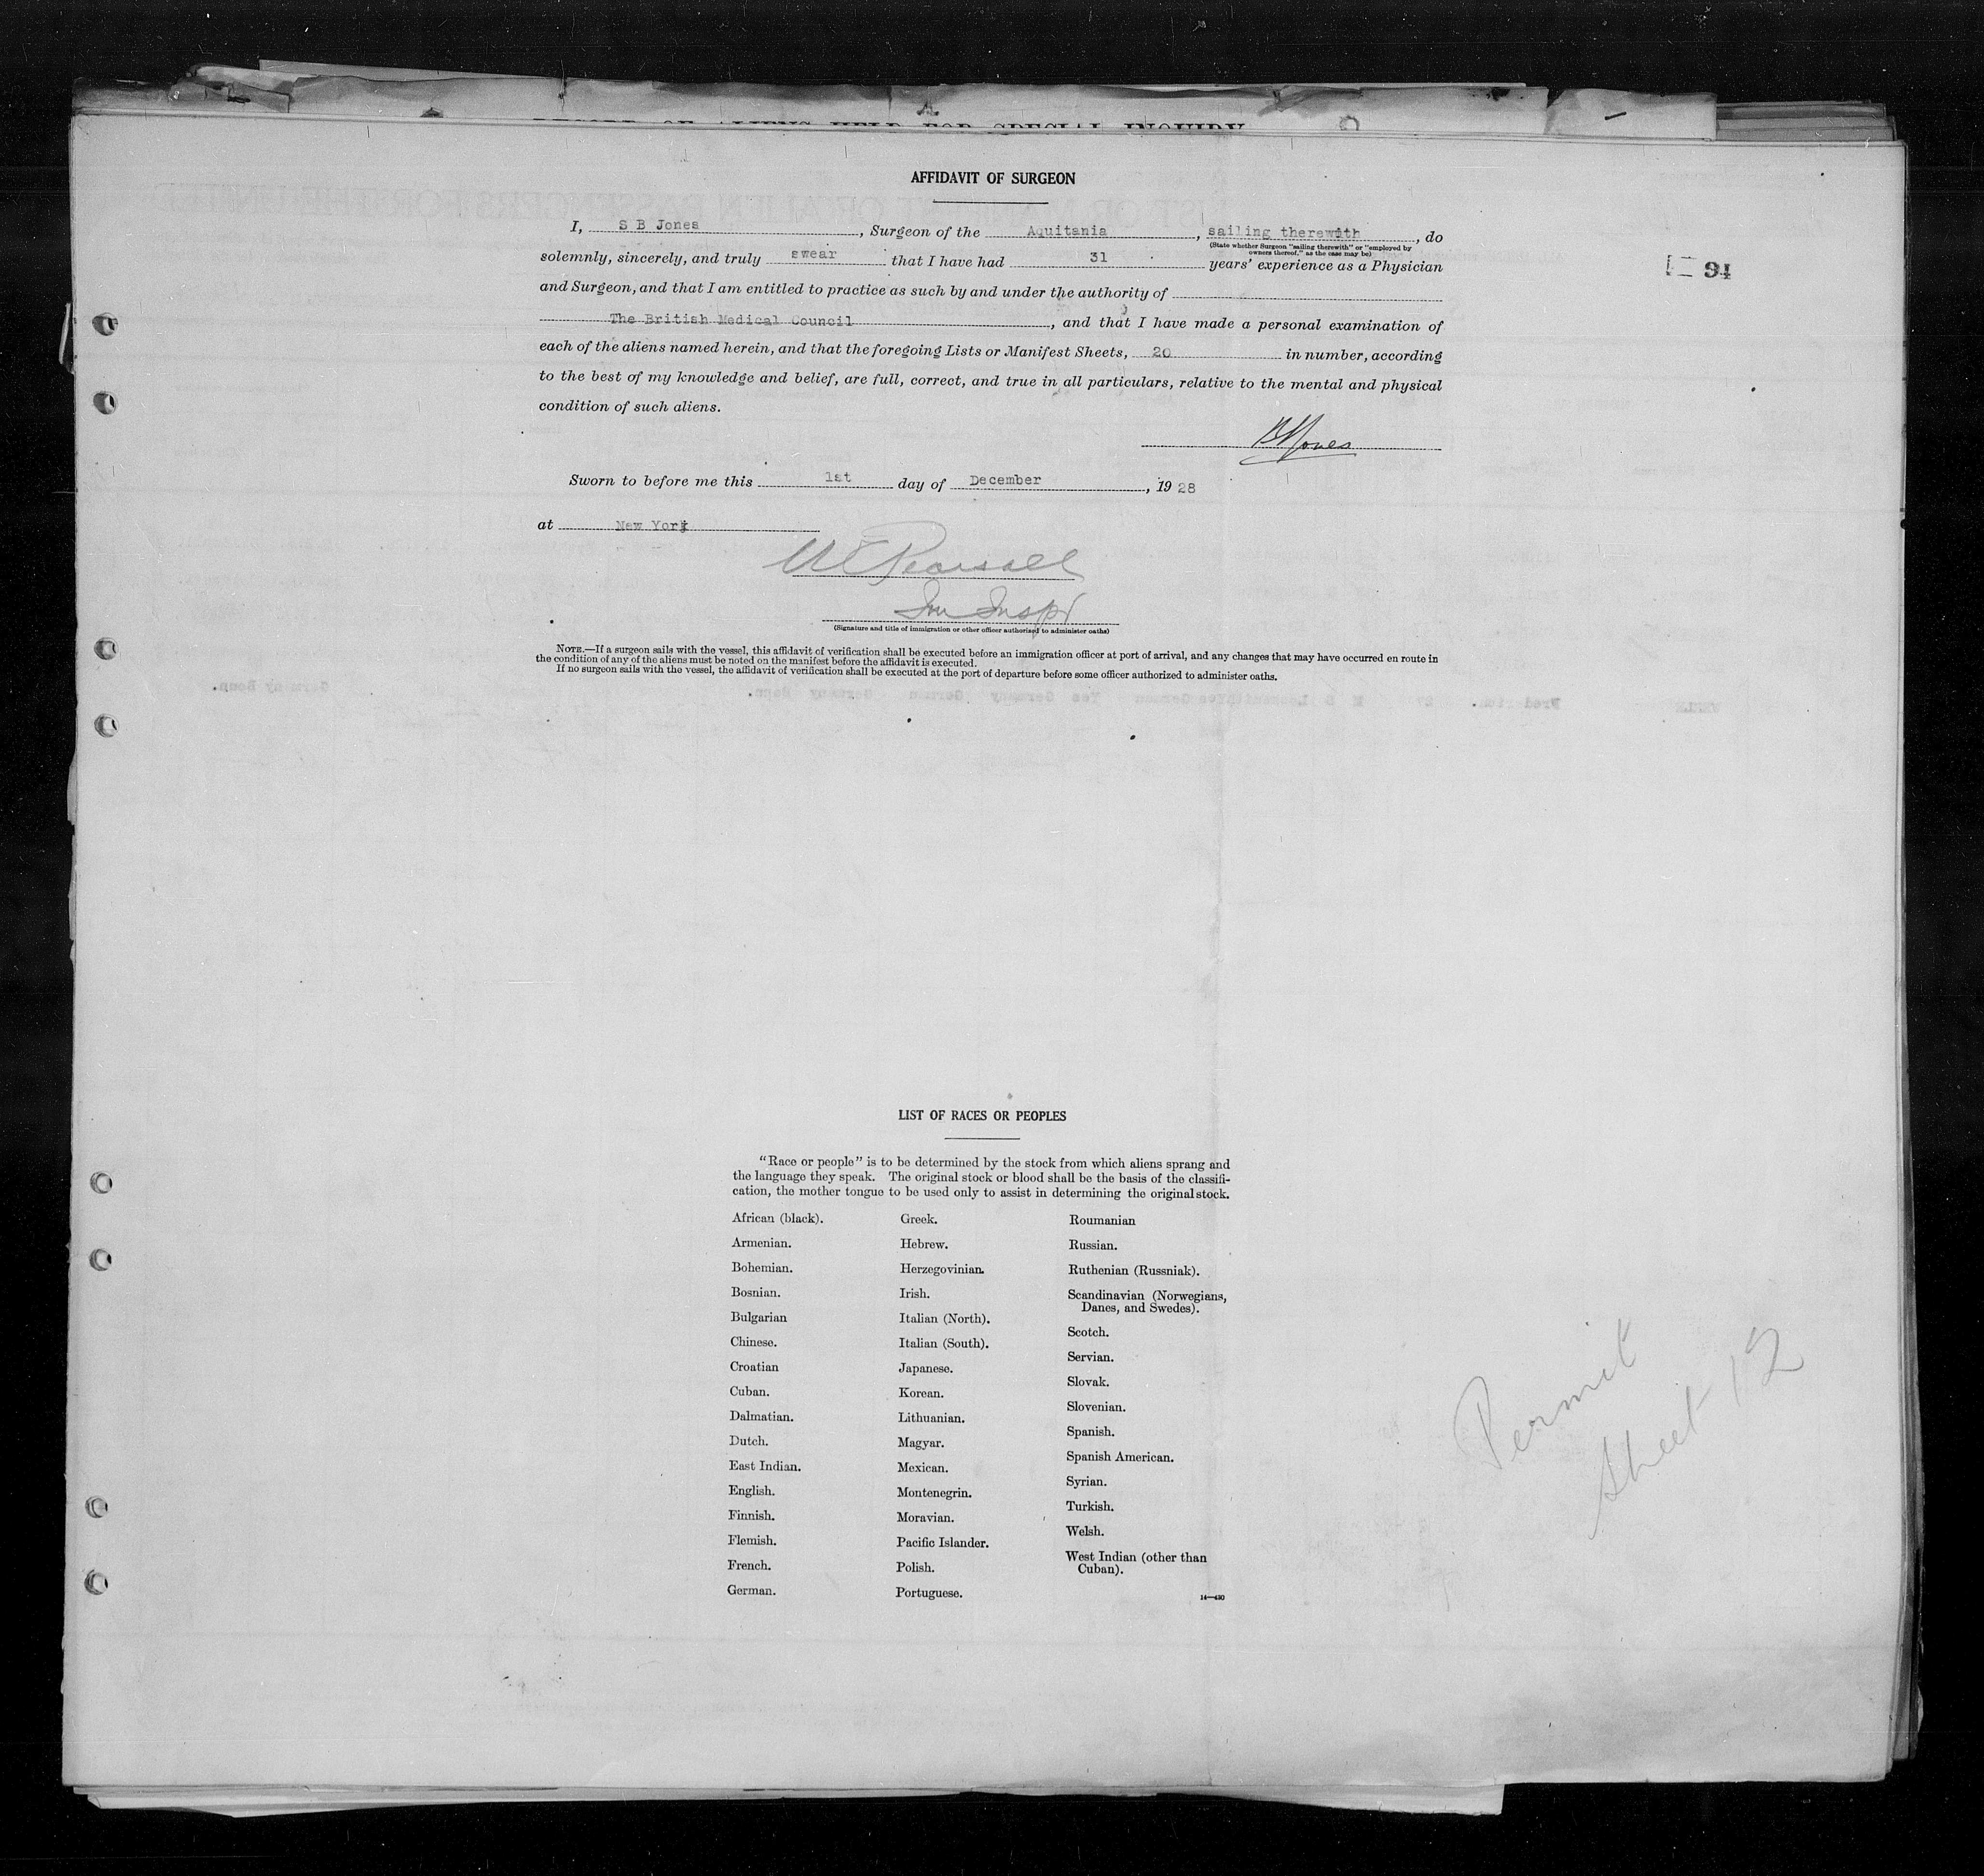 RECORD OF ALIENS HELD FOR SPECIAL INQUIRY
AFFIDAVIT OF SURGEON
I, S B Jones, Surgeon of the Aquitania, sailing therewith, do
(State whether Surgeon "sailing therewith" or "employed by
owners thereof," as the case may be)
solemnly, sincerely, and truly swear that I have had 31 years' experience as a Physician
and Surgeon, and that I am entitled to practice as such by and under the authority of
The British Medical Council, and that I have made a personal examination of
each of the aliens named herein, and that the foregoing Lists or Manifest Sheets, 20 in number, according
to the best of my knowledge and belief, are full, correct, and true in all particulars, relative to the mental and physical
condition of such aliens.
Jones
Sworn to before me this 1st day of December, 1928
at New York
Pearsall
Im Inspr
(Signature and title of immigration or other officer authorized to administer oaths)
NOTE.—If a surgeon sails with the vessel, this affidavit of verification shall be executed before an immigration officer at port of arrival, and any changes that may have occurred en route in
the condition of any of the aliens must be noted on the manifest before the affidavit is executed.
If no surgeon sails with the vessel, the affidavit of verification shall be executed at the port of departure before some officer authorized to administer oaths.
94
LIST OF RACES OR PEOPLES
"Race or people" is to be determined by the stock from which aliens sprang and
the language they speak. The original stock or blood shall be the basis of the classifi-
cation, the mother tongue to be used only to assist in determining the original stock.
African (black).
Armenian.
Bohemian.
Bosnian.
Bulgarian
Chinese.
Croatian
Cuban.
Dalmatian.
Dutch.
East Indian.
English.
Finnish.
Flemish.
French.
German.
Greek.
Hebrew.
Herzegovinian.
Irish.
Italian (North).
Italian (South).
Japanese.
Korean.
Lithuanian.
Magyar.
Mexican.
Montenegrin.
Moravian.
Pacific Islander.
Polish.
Portuguese.
Roumanian
Russian.
Ruthenian (Russniak).
Scandinavian (Norwegians,
Danes, and Swedes).
Scotch.
Servian.
Slovak.
Slovenian.
Spanish.
Spanish American.
Syrian.
Turkish.
Welsh.
West Indian (other than
Cuban).
14—430
Permit
Sheet 12